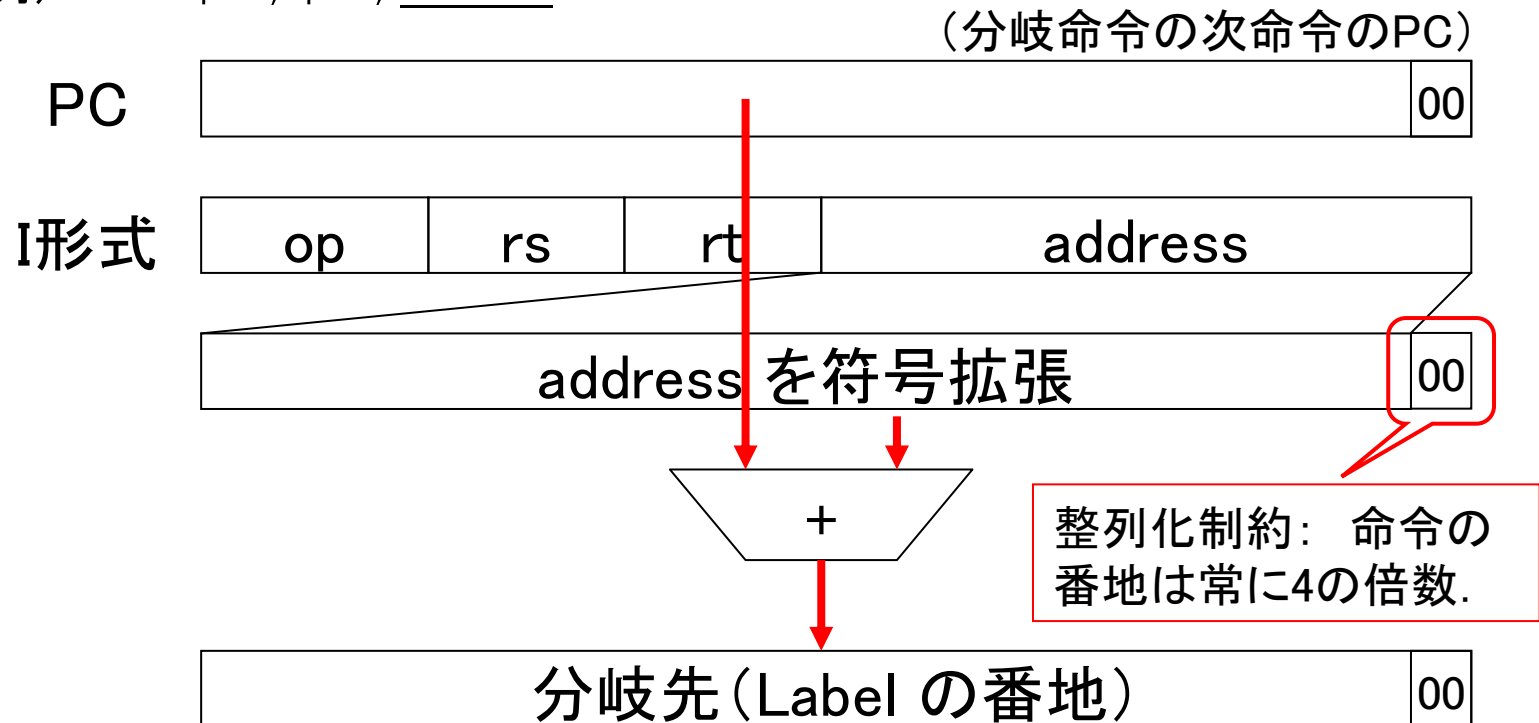 (分岐命令の次命令のPC)
PC 00
I形式 op rs rt address
address を符号拡張 00
+
整列化制約: 命令の
番地は常に4の倍数.
分岐先(Label の番地) 00